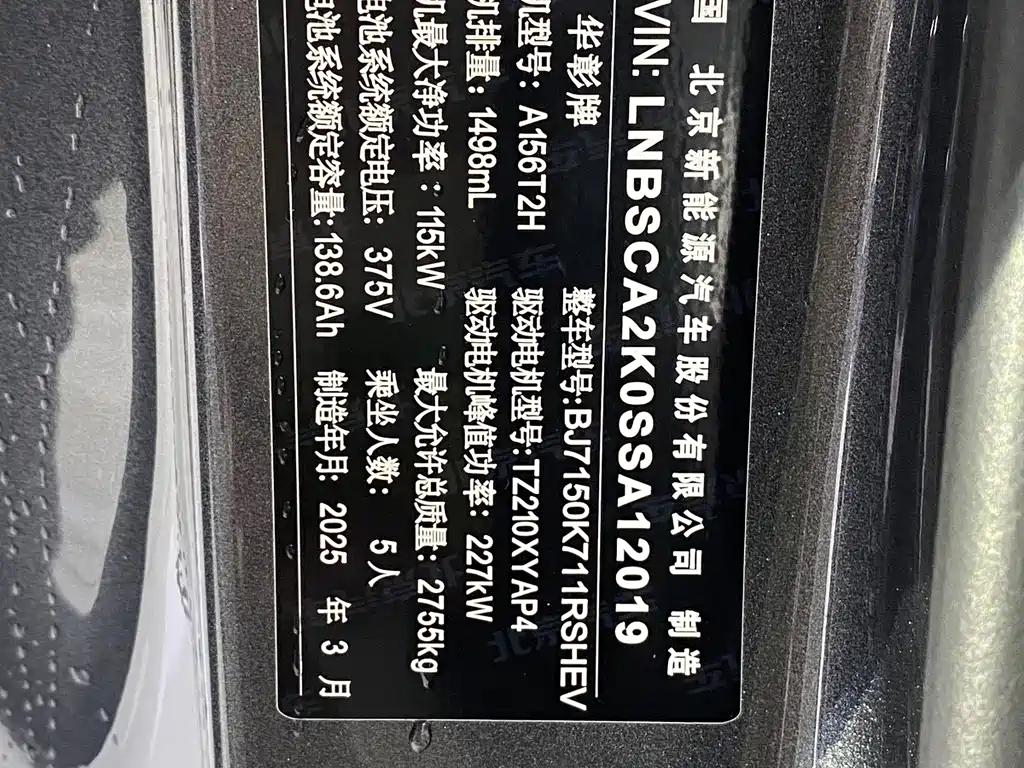 国 北京新能源汽车股份有限公司 制造
VIN: LNBSCA2K0SSA12019
华彰牌 整车型号: BJ7150K711RSHEV
机型号: A156T2H 驱动电机型号: TZ210XYAP4
机排量: 1498mL 驱动电机峰值功率: 227kW
机最大净功率: 115kW 最大允许总质量: 2755kg
电池系统额定电压: 375V 乘坐人数: 5人
电池系统额定容量: 138.6Ah 制造年月: 2025 年 3 月